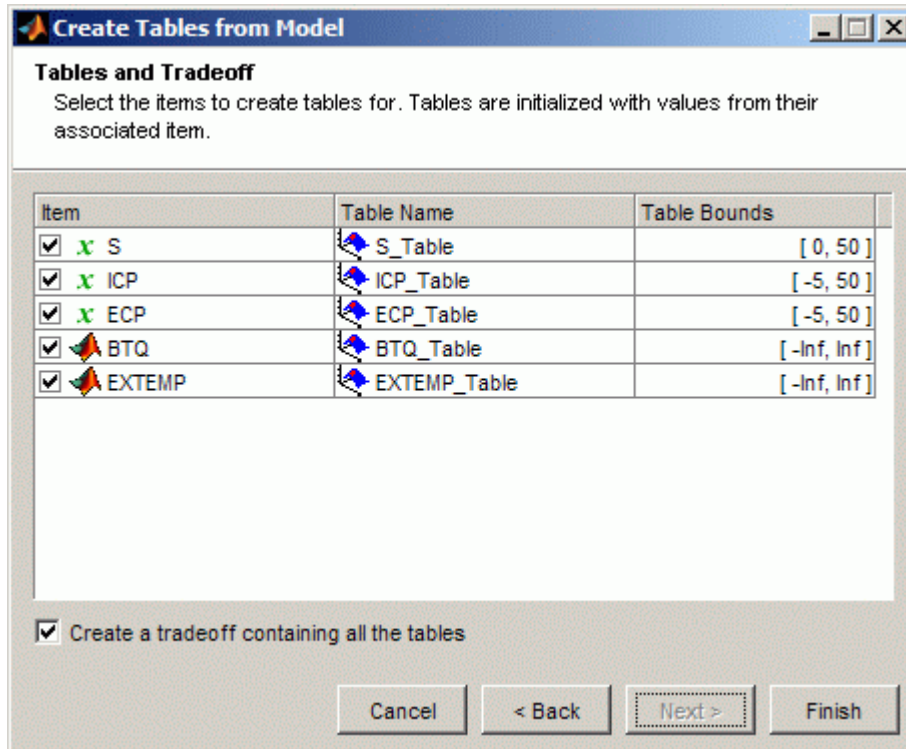 Create Tables from Model
Tables and Tradeoff
Select the items to create tables for. Tables are initialized with values from their
associated item.
Item Table Name Table Bounds
x S S_Table [ 0, 50 ]
x ICP ICP_Table [ -5, 50 ]
x ECP ECP_Table [ -5, 50 ]
BTQ BTQ_Table [ -Inf, Inf ]
EXTEMP EXTEMP_Table [ -Inf, Inf ]
Create a tradeoff containing all the tables
Cancel < Back Next > Finish